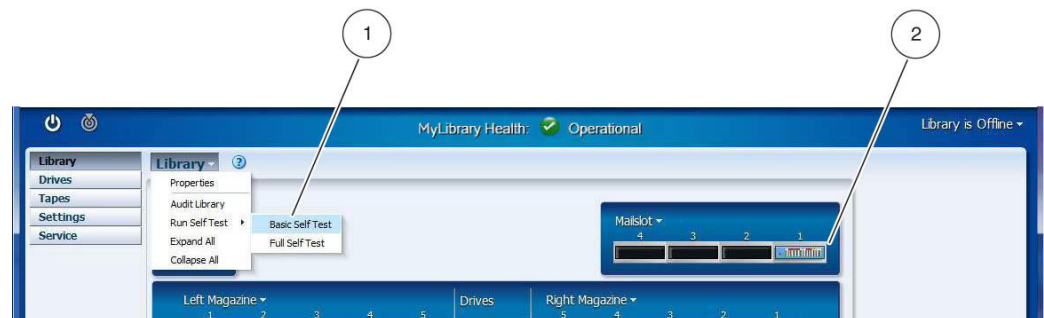 1
2
MyLibrary Health: Operational
Library is Offline
Library
Drives
Tapes
Settings
Service
Library ?
Properties
Audit Library
Run Self Test
Expand All
Collapse All
Basic Self Test
Full Self Test
Mailslot
4 3 2 1
Left Magazine
1 2 3 4 5
Drives
Right Magazine
5 4 3 2 1